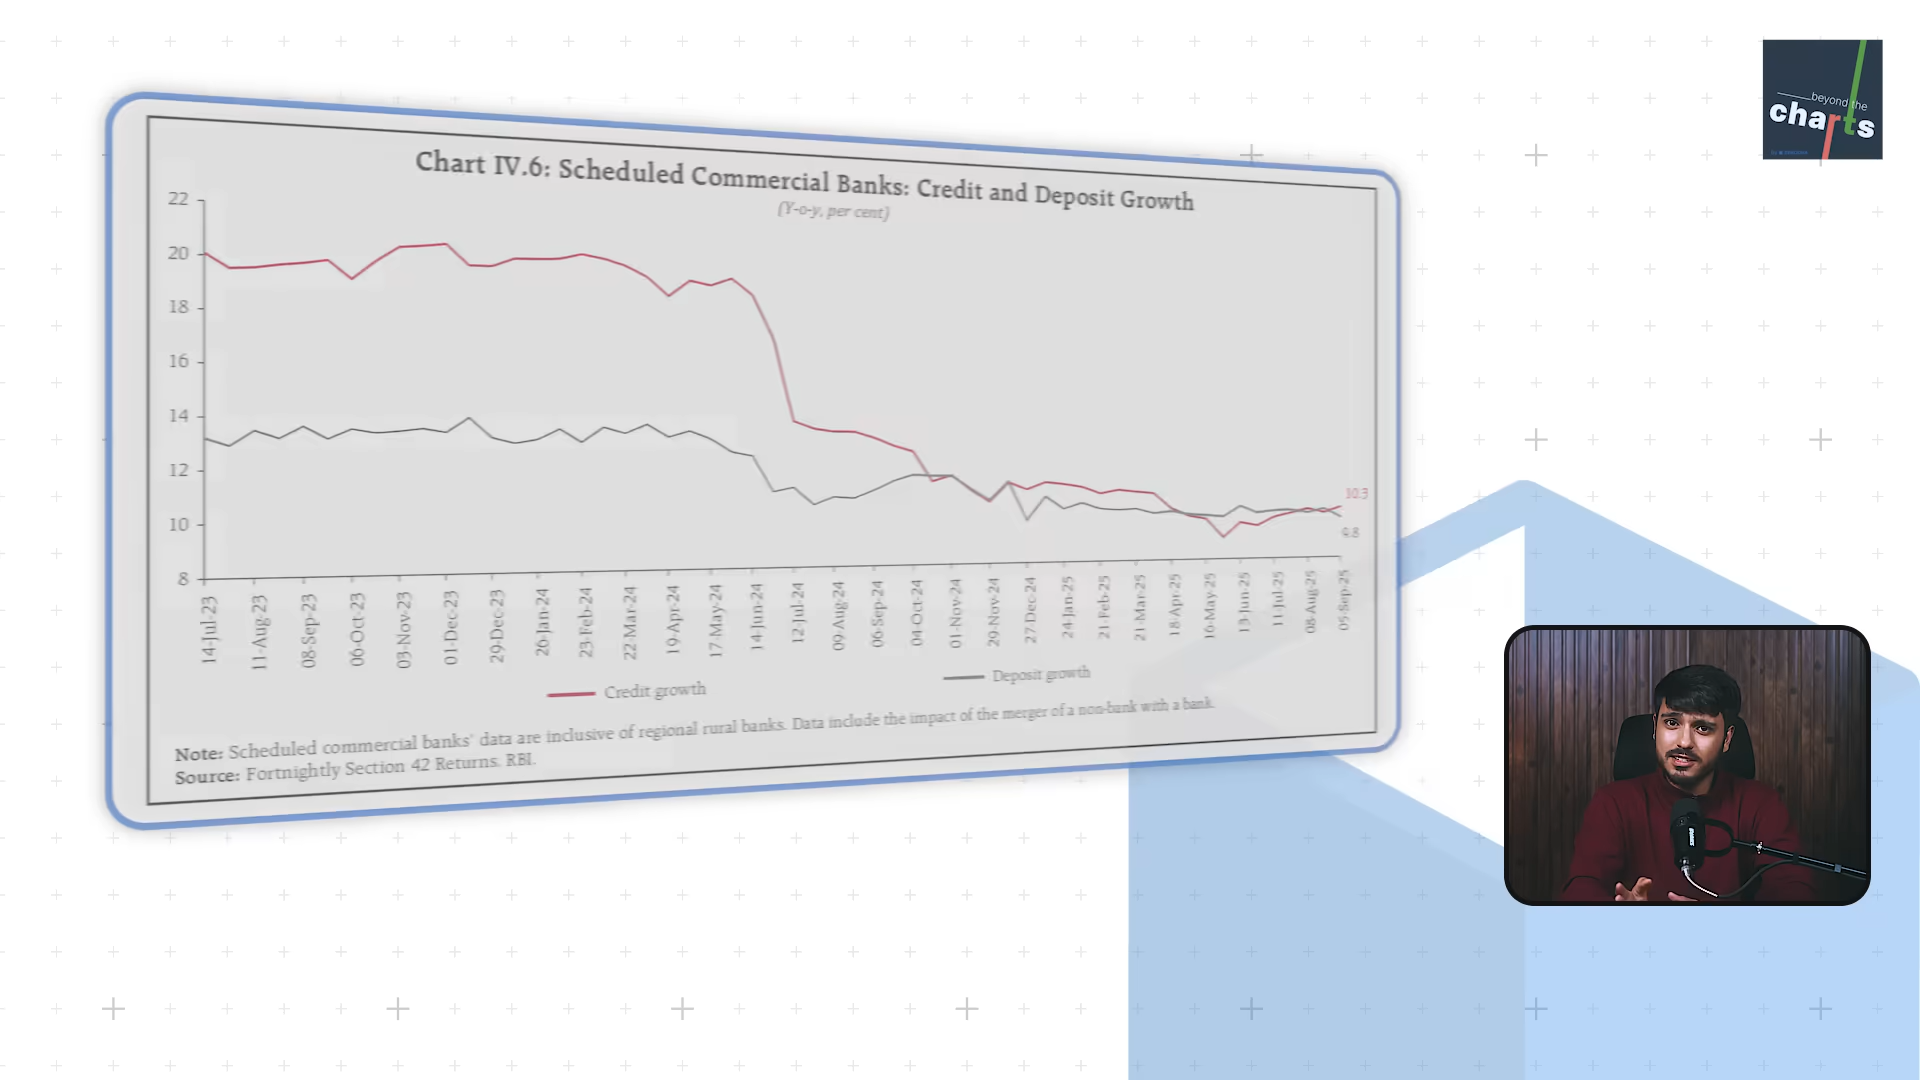 beyond the
charts
Chart IV.6: Scheduled Commercial Banks: Credit and Deposit Growth
(Y-o-y, per cent)
22
20
18
16
14
12
10
8
10.3
9.8
14-Jul-23
11-Aug-23
08-Sep-23
06-Oct-23
03-Nov-23
01-Dec-23
29-Dec-23
26-Jan-24
23-Feb-24
22-Mar-24
19-Apr-24
17-May-24
14-Jun-24
12-Jul-24
09-Aug-24
06-Sep-24
04-Oct-24
01-Nov-24
29-Nov-24
27-Dec-24
24-Jan-25
21-Feb-25
21-Mar-25
18-Apr-25
16-May-25
13-Jun-25
11-Jul-25
08-Aug-25
05-Sep-25
Credit growth
Deposit growth
Note: Scheduled commercial banks' data are inclusive of regional rural banks. Data include the impact of the merger of a non-bank with a bank.
Source: Fortnightly Section 42 Returns. RBI.